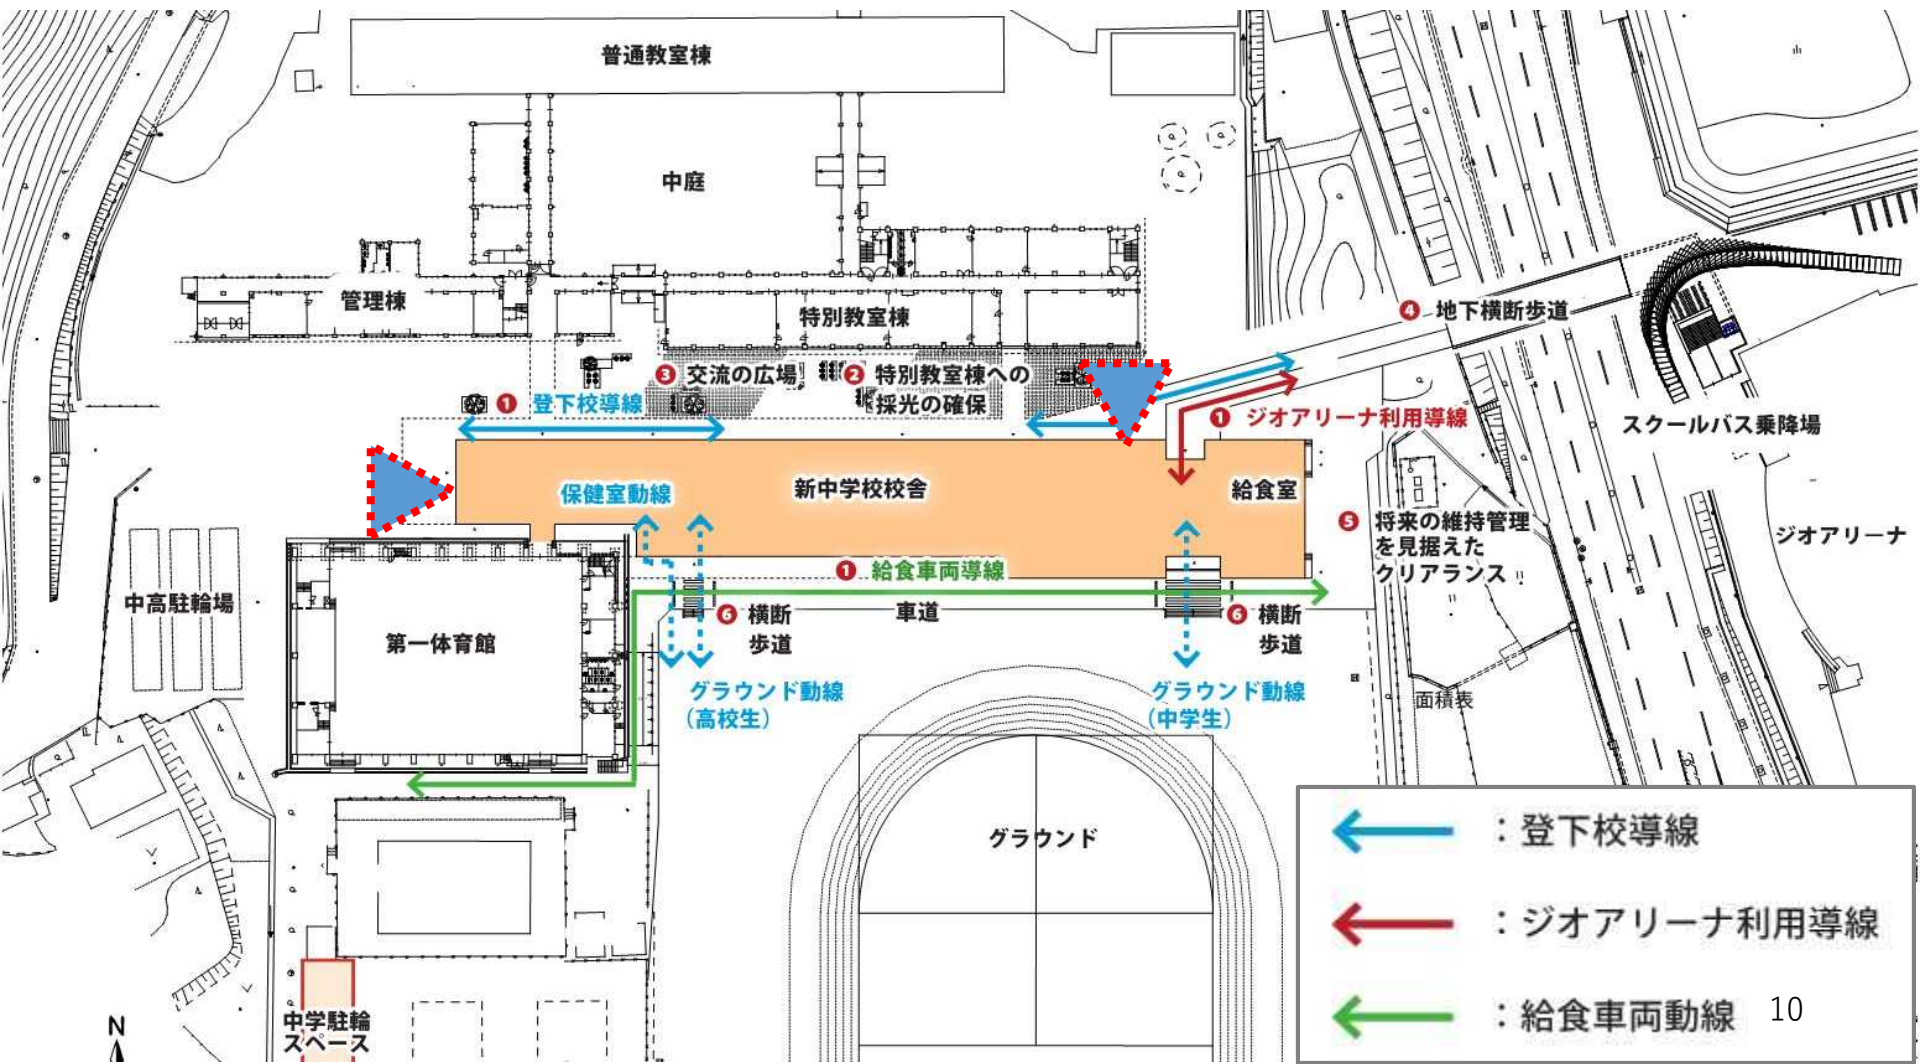 普通教室棟
中庭
管理棟
特別教室棟
❹ 地下横断歩道
❸ 交流の広場
❷ 特別教室棟への
採光の確保
❶ 登下校導線
❶ ジオアリーナ利用導線
スクールバス乗降場
保健室動線
新中学校校舎
給食室
❺ 将来の維持管理
を見据えた
クリアランス
ジオアリーナ
❶ 給食車両導線
中高駐輪場
第一体育館
❻ 横断
歩道
車道
❻ 横断
歩道
グラウンド動線
(高校生)
グラウンド動線
(中学生)
面積表
グラウンド
:登下校導線
:ジオアリーナ利用導線
:給食車両動線
10
中学駐輪
スペース
N